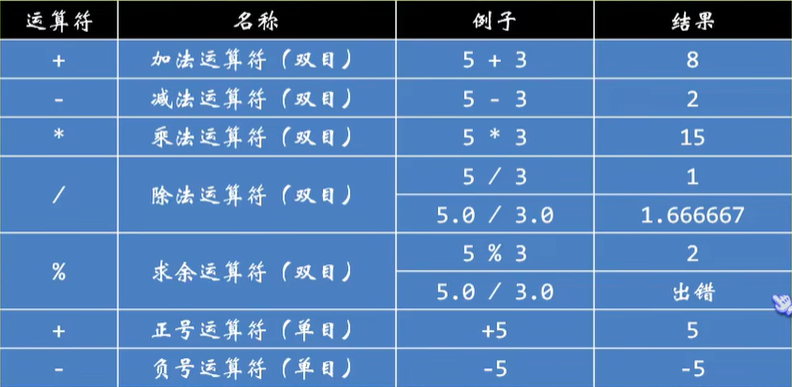 运算符 名称 例子 结果
+ 加法运算符（双目） 5 + 3 8
- 减法运算符（双目） 5 - 3 2
* 乘法运算符（双目） 5 * 3 15
/ 除法运算符（双目） 5 / 3 1
5.0 / 3.0 1.666667
% 求余运算符（双目） 5 % 3 2
5.0 / 3.0 出错
+ 正号运算符（单目） +5 5
- 负号运算符（单目） -5 -5